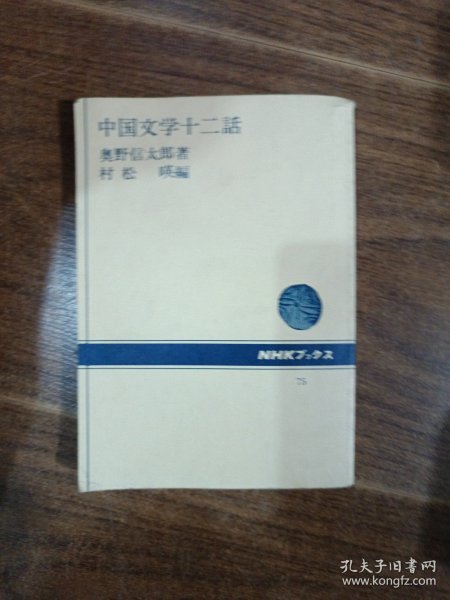 中国文学十二話
奥野信太郎著
村松　暎編
NHKブックス
75
孔夫子旧书网
www.kongfz.com